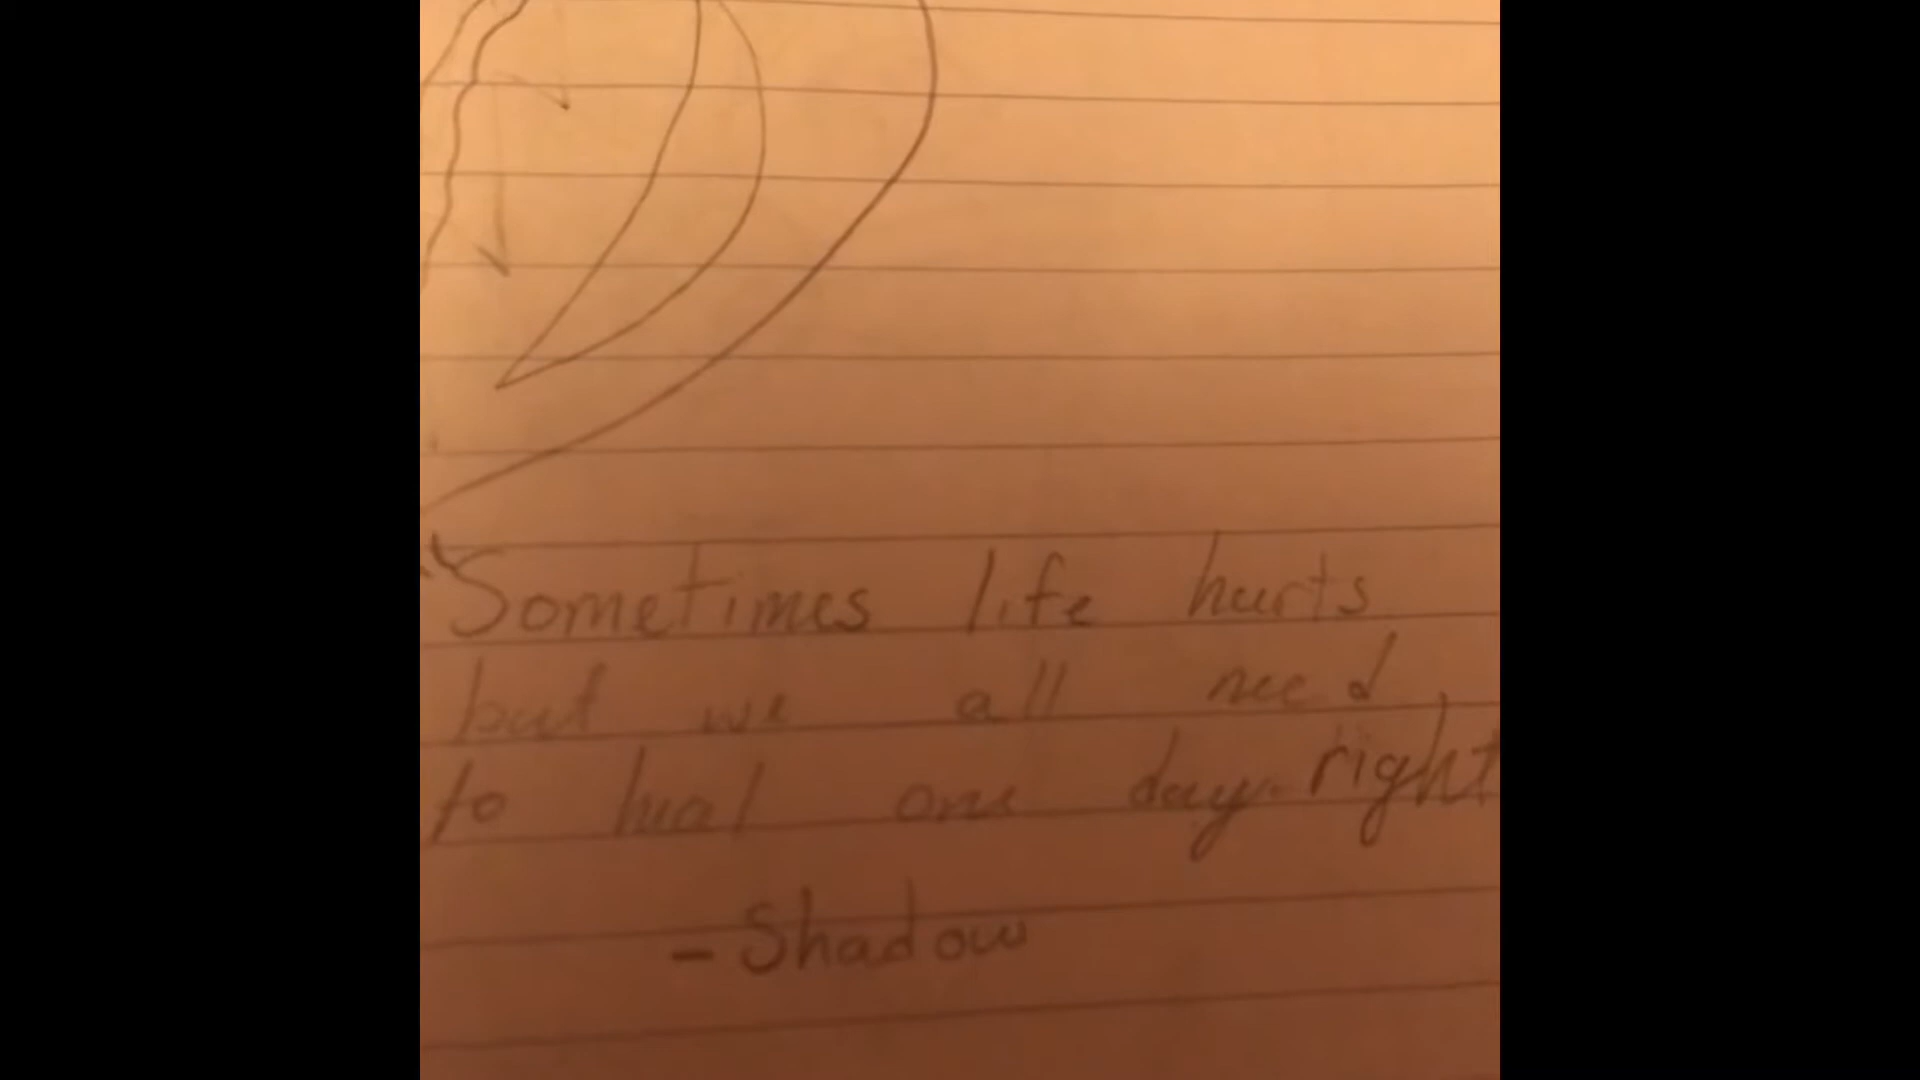 "Sometimes life hurts
but we all need,
to heal one day. right
- Shadow